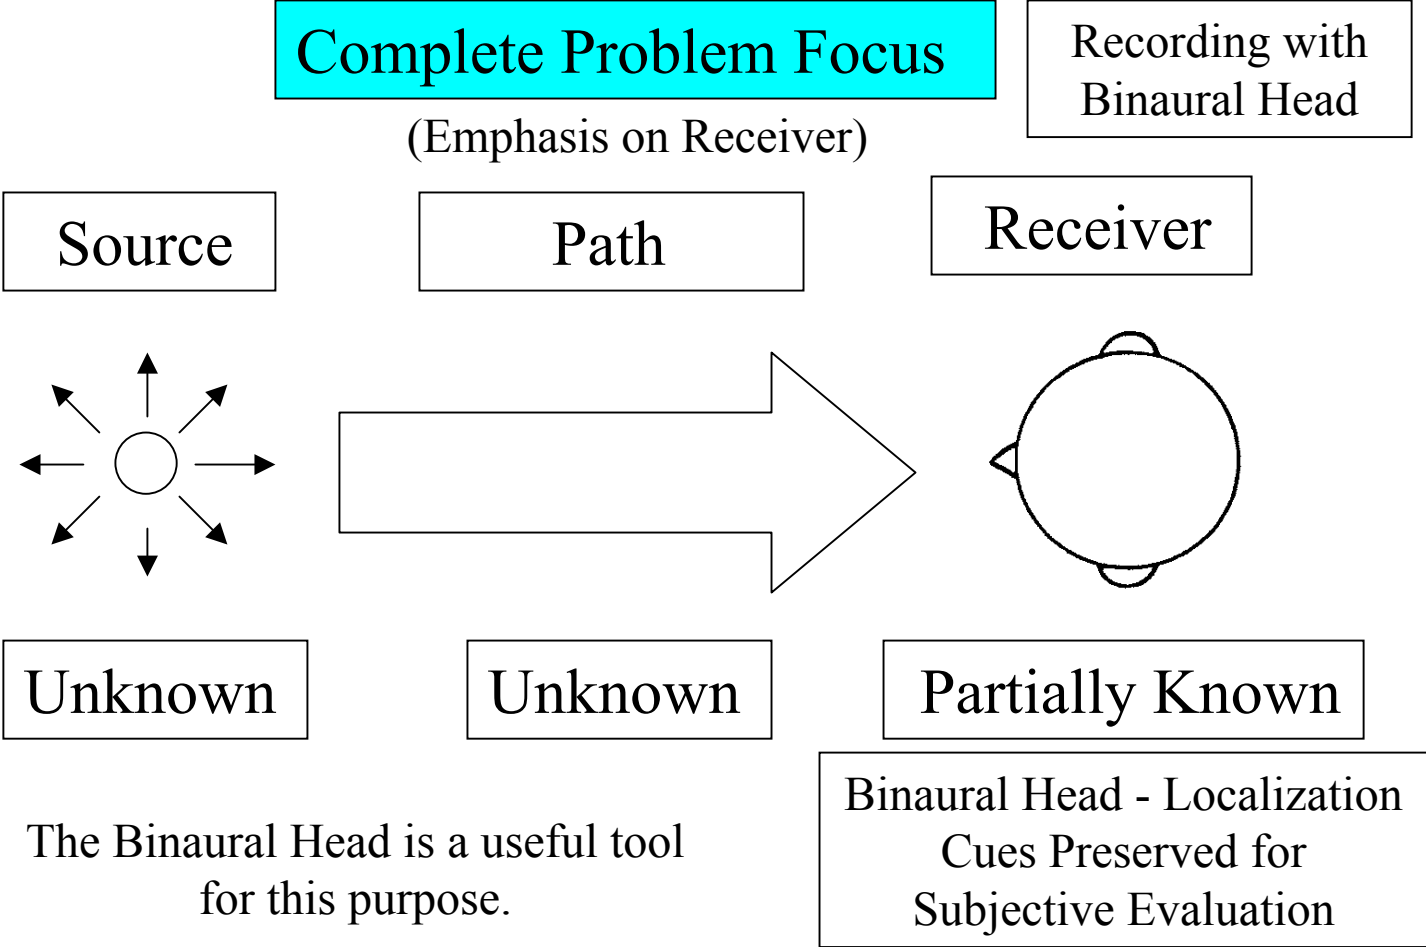 Complete Problem Focus
Recording with
Binaural Head
(Emphasis on Receiver)
Source
Path
Receiver
Unknown
Unknown
Partially Known
The Binaural Head is a useful tool
for this purpose.
Binaural Head - Localization
Cues Preserved for
Subjective Evaluation